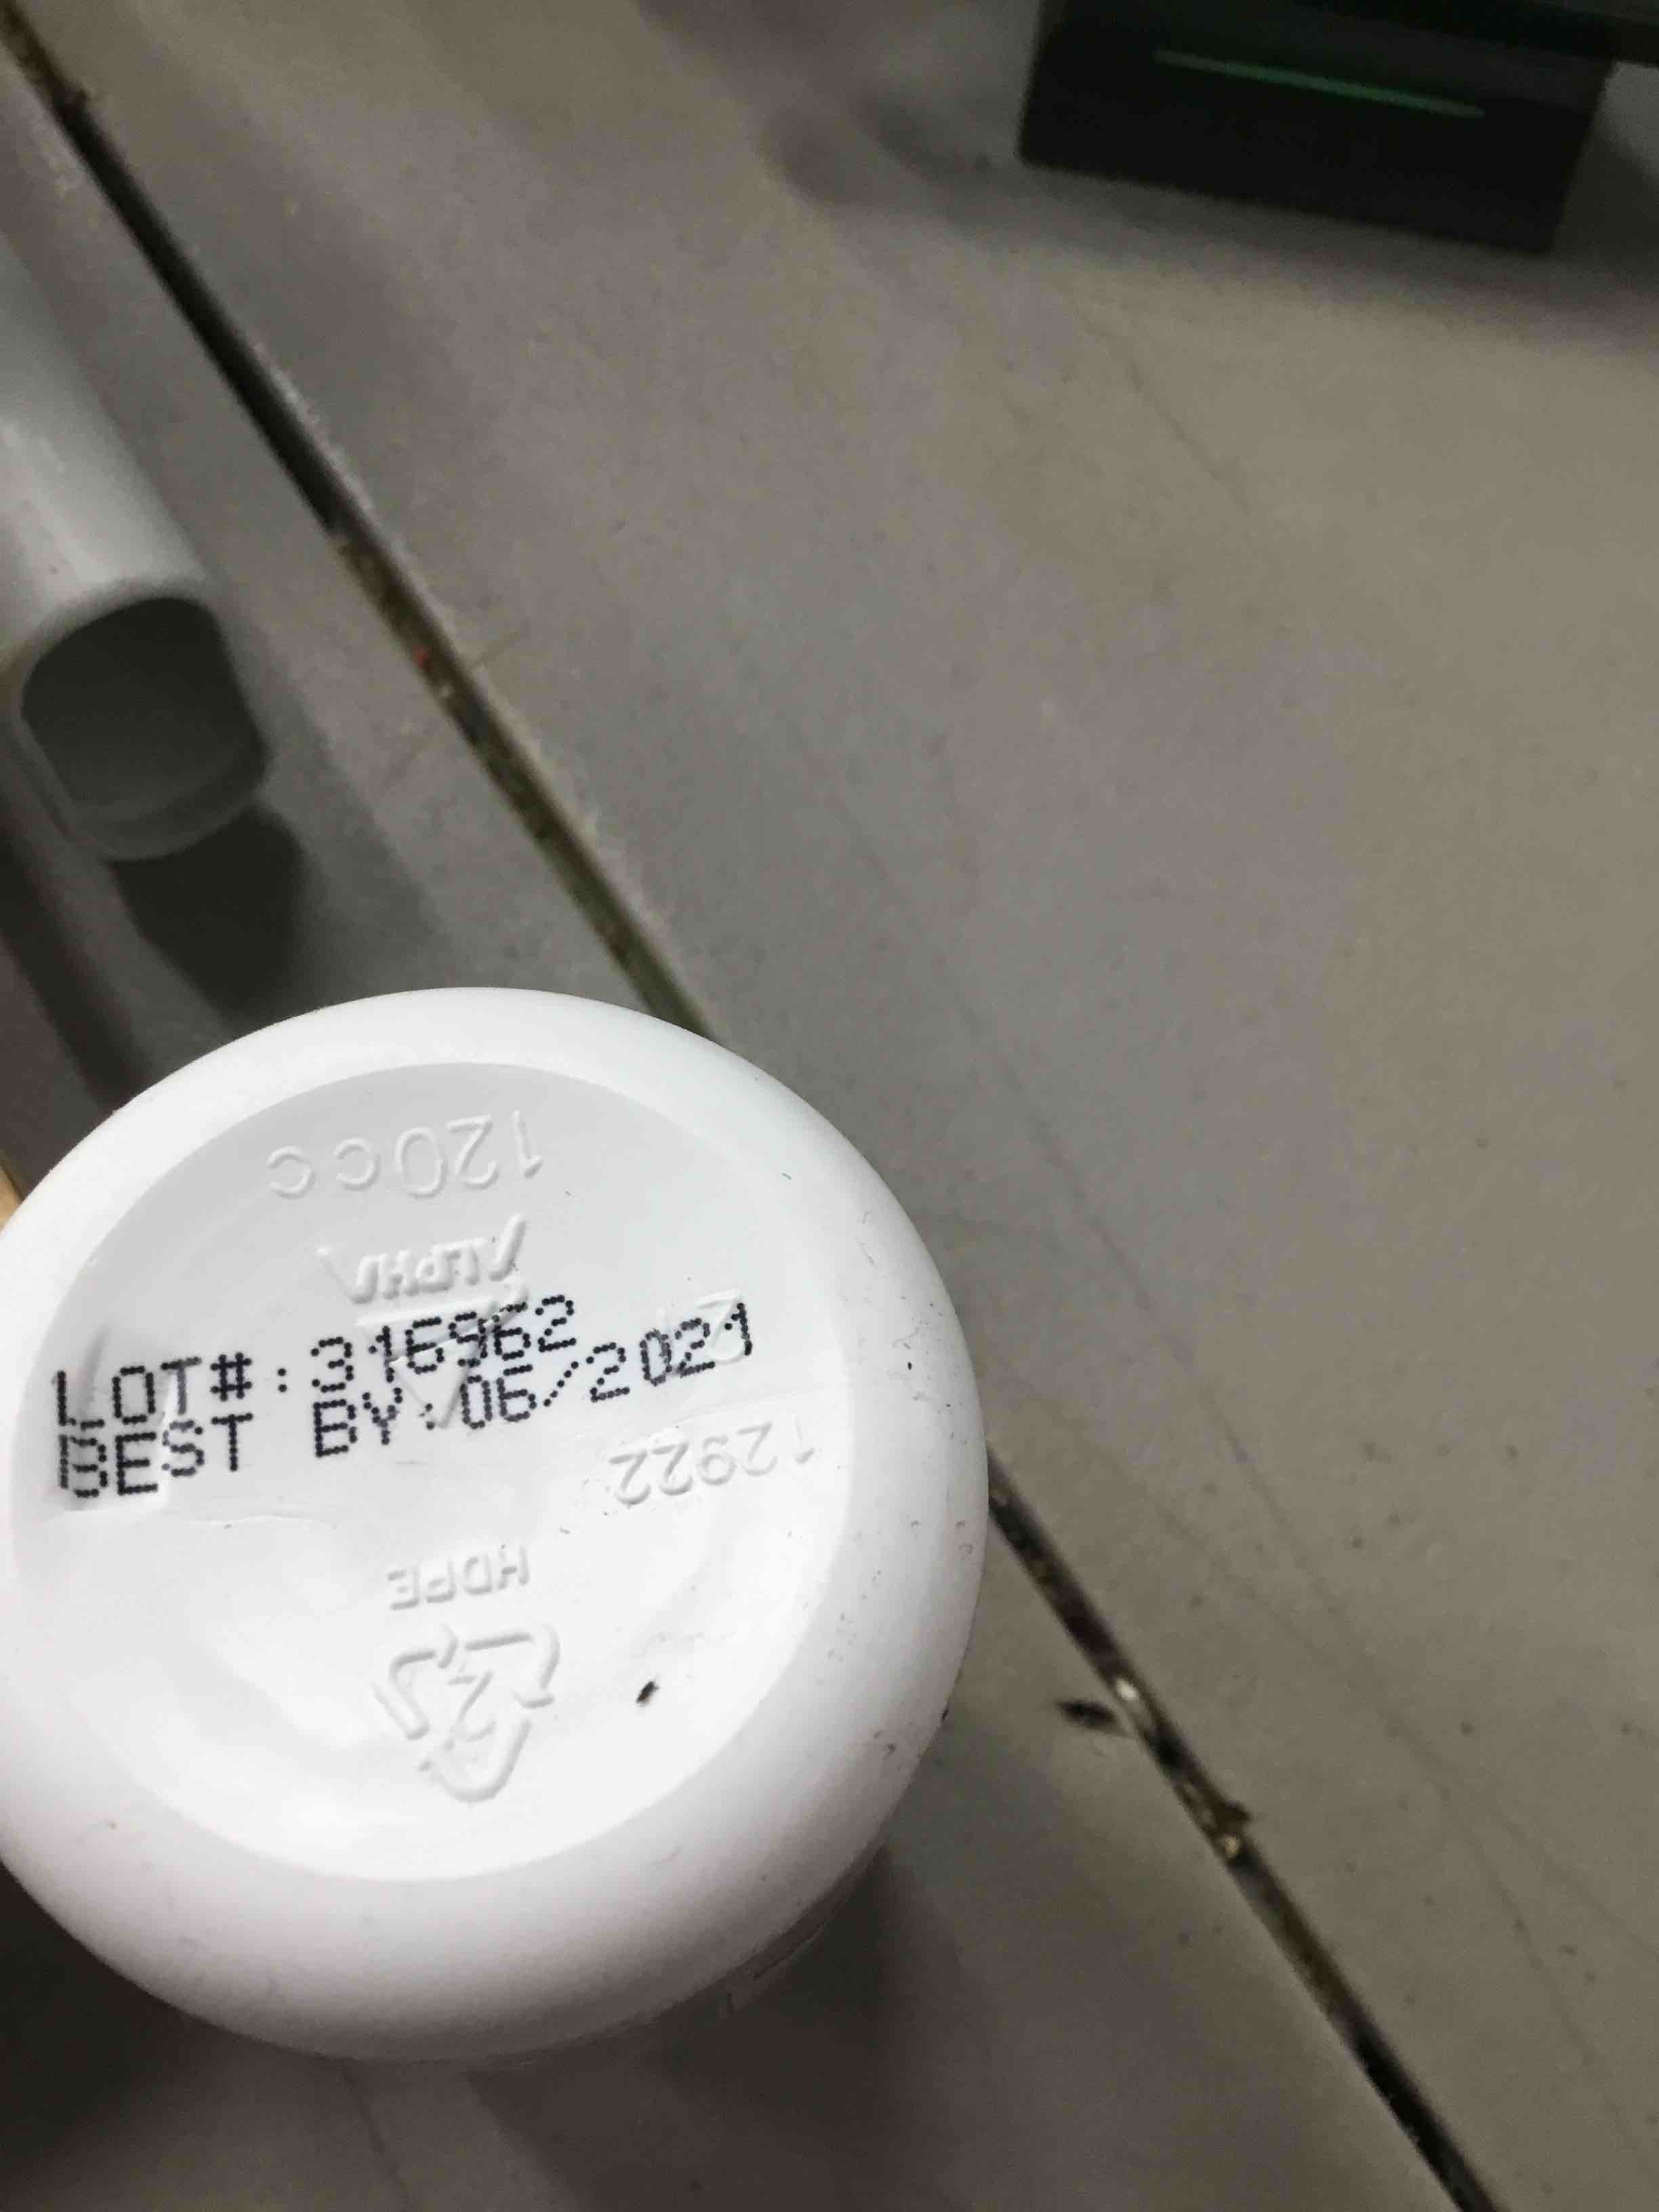 120cc
ALPHA
LOT#:316962
BEST BY:06/2021
12922
HDPE
2